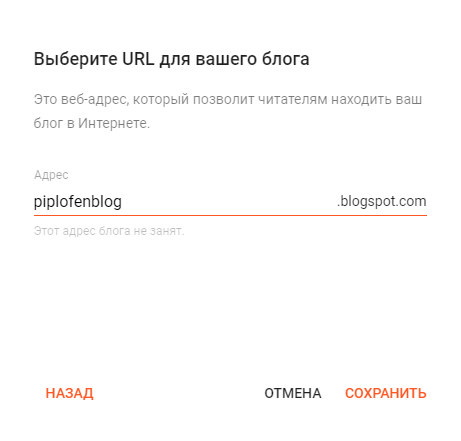 Выберите URL для вашего блога
Это веб-адрес, который позволит читателям находить ваш
блог в Интернете.
Адрес
piplofenblog .blogspot.com
Этот адрес блога не занят.
НАЗАД ОТМЕНА СОХРАНИТЬ